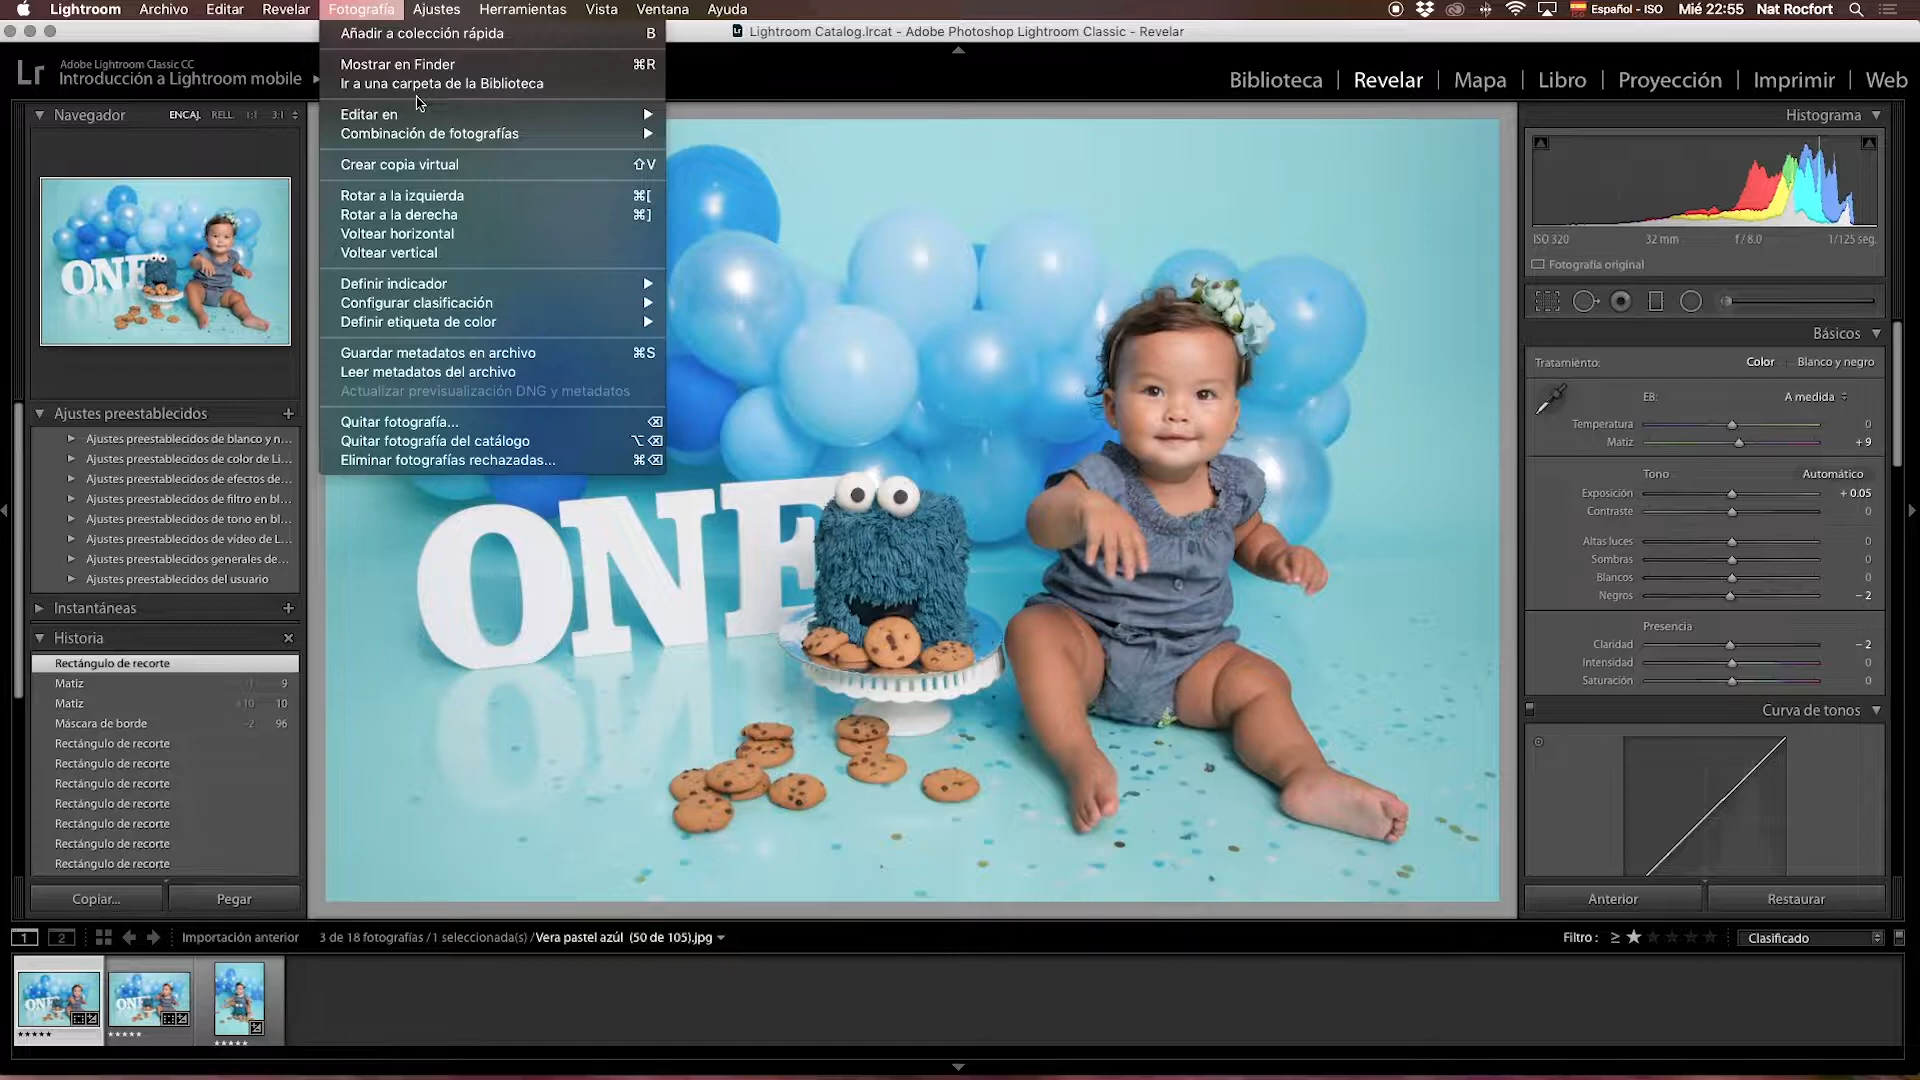 Lightroom Archivo Editar Revelar Fotografía Ajustes Herramientas Vista Ventana Ayuda Español - ISO Mié 22:55 Nat Rocfort
Lightroom Catalog.lrcat - Adobe Photoshop Lightroom Classic - Revelar
Lr Adobe Lightroom Classic CC
Introducción a Lightroom mobile
Biblioteca | Revelar | Mapa | Libro | Proyección | Imprimir | Web
Añadir a colección rápida B
Mostrar en Finder ⌘R
Ir a una carpeta de la Biblioteca
Editar en
Combinación de fotografías
Crear copia virtual ⇧V
Rotar a la izquierda ⌘[
Rotar a la derecha ⌘]
Voltear horizontal
Voltear vertical
Definir indicador
Configurar clasificación
Definir etiqueta de color
Guardar metadatos en archivo ⌘S
Leer metadatos del archivo
Actualizar previsualización DNG y metadatos
Quitar fotografía... ⌫
Quitar fotografía del catálogo ⌥⌫
Eliminar fotografías rechazadas... ⌘⌫
Navegador ENCAJ. RELL. 1:1 3:1
ONE
Ajustes preestablecidos
Ajustes preestablecidos de blanco y n...
Ajustes preestablecidos de color de Li...
Ajustes preestablecidos de efectos de...
Ajustes preestablecidos de filtro en bl...
Ajustes preestablecidos de tono en bl...
Ajustes preestablecidos de vídeo de L...
Ajustes preestablecidos generales de...
Ajustes preestablecidos del usuario
Instantáneas
Historia
Rectángulo de recorte
Matiz -1 9
Matiz +10 10
Máscara de borde -2 96
Rectángulo de recorte
Rectángulo de recorte
Rectángulo de recorte
Rectángulo de recorte
Rectángulo de recorte
Rectángulo de recorte
Rectángulo de recorte
Copiar... Pegar
ONE
Histograma
ISO 320 32 mm f / 8.0 1/125 seg.
Fotografía original
Básicos
Tratamiento: Color Blanco y negro
EB: A medida
Temperatura 0
Matiz + 9
Tono Automático
Exposición + 0.05
Contraste 0
Altas luces 0
Sombras 0
Blancos 0
Negros − 2
Presencia
Claridad − 2
Intensidad 0
Saturación 0
Curva de tonos
Anterior Restaurar
1 2 Importación anterior 3 de 18 fotografías / 1 seleccionada(s) / Vera pastel azúl (50 de 105).jpg Filtro : ≥ Clasificado
ONE ONE